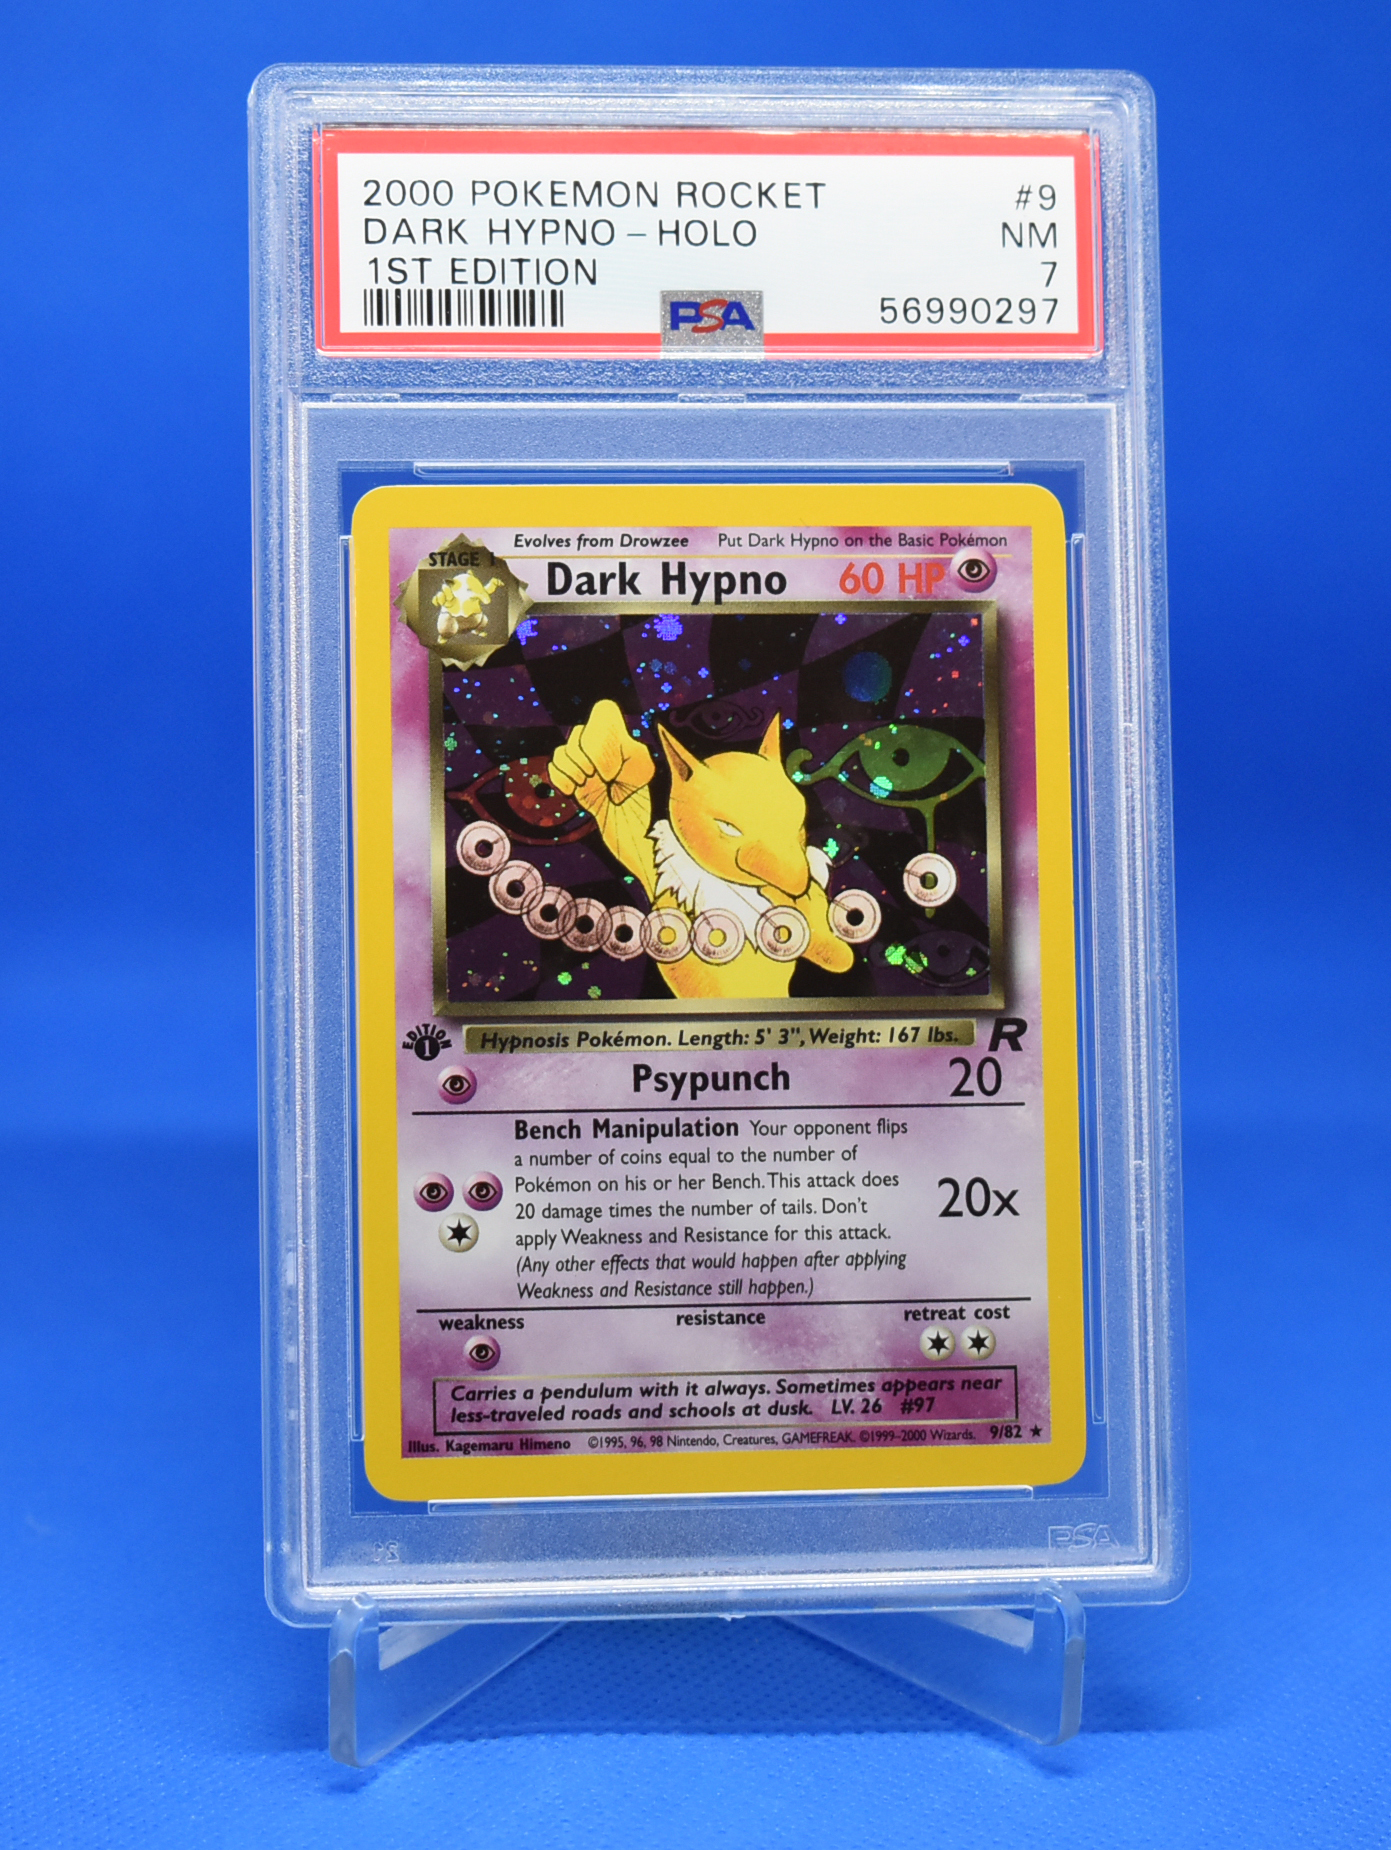 2000 POKEMON ROCKET #9
DARK HYPNO - HOLO NM
1ST EDITION 7
PSA 56990297
Evolves from Drowzee Put Dark Hypno on the Basic Pokémon
STAGE 1
Dark Hypno 60 HP
EDITION
1
Hypnosis Pokémon. Length: 5' 3", Weight: 167 lbs. R
Psypunch 20
Bench Manipulation Your opponent flips
a number of coins equal to the number of
Pokémon on his or her Bench. This attack does
20 damage times the number of tails. Don't
apply Weakness and Resistance for this attack.
(Any other effects that would happen after applying
Weakness and Resistance still happen.)
20x
weakness resistance retreat cost
Carries a pendulum with it always. Sometimes appears near
less-traveled roads and schools at dusk. LV. 26 #97
Illus. Kagemaru Himeno ©1995, 96, 98 Nintendo, Creatures, GAMEFREAK. ©1999-2000 Wizards. 9/82 ★
PSA